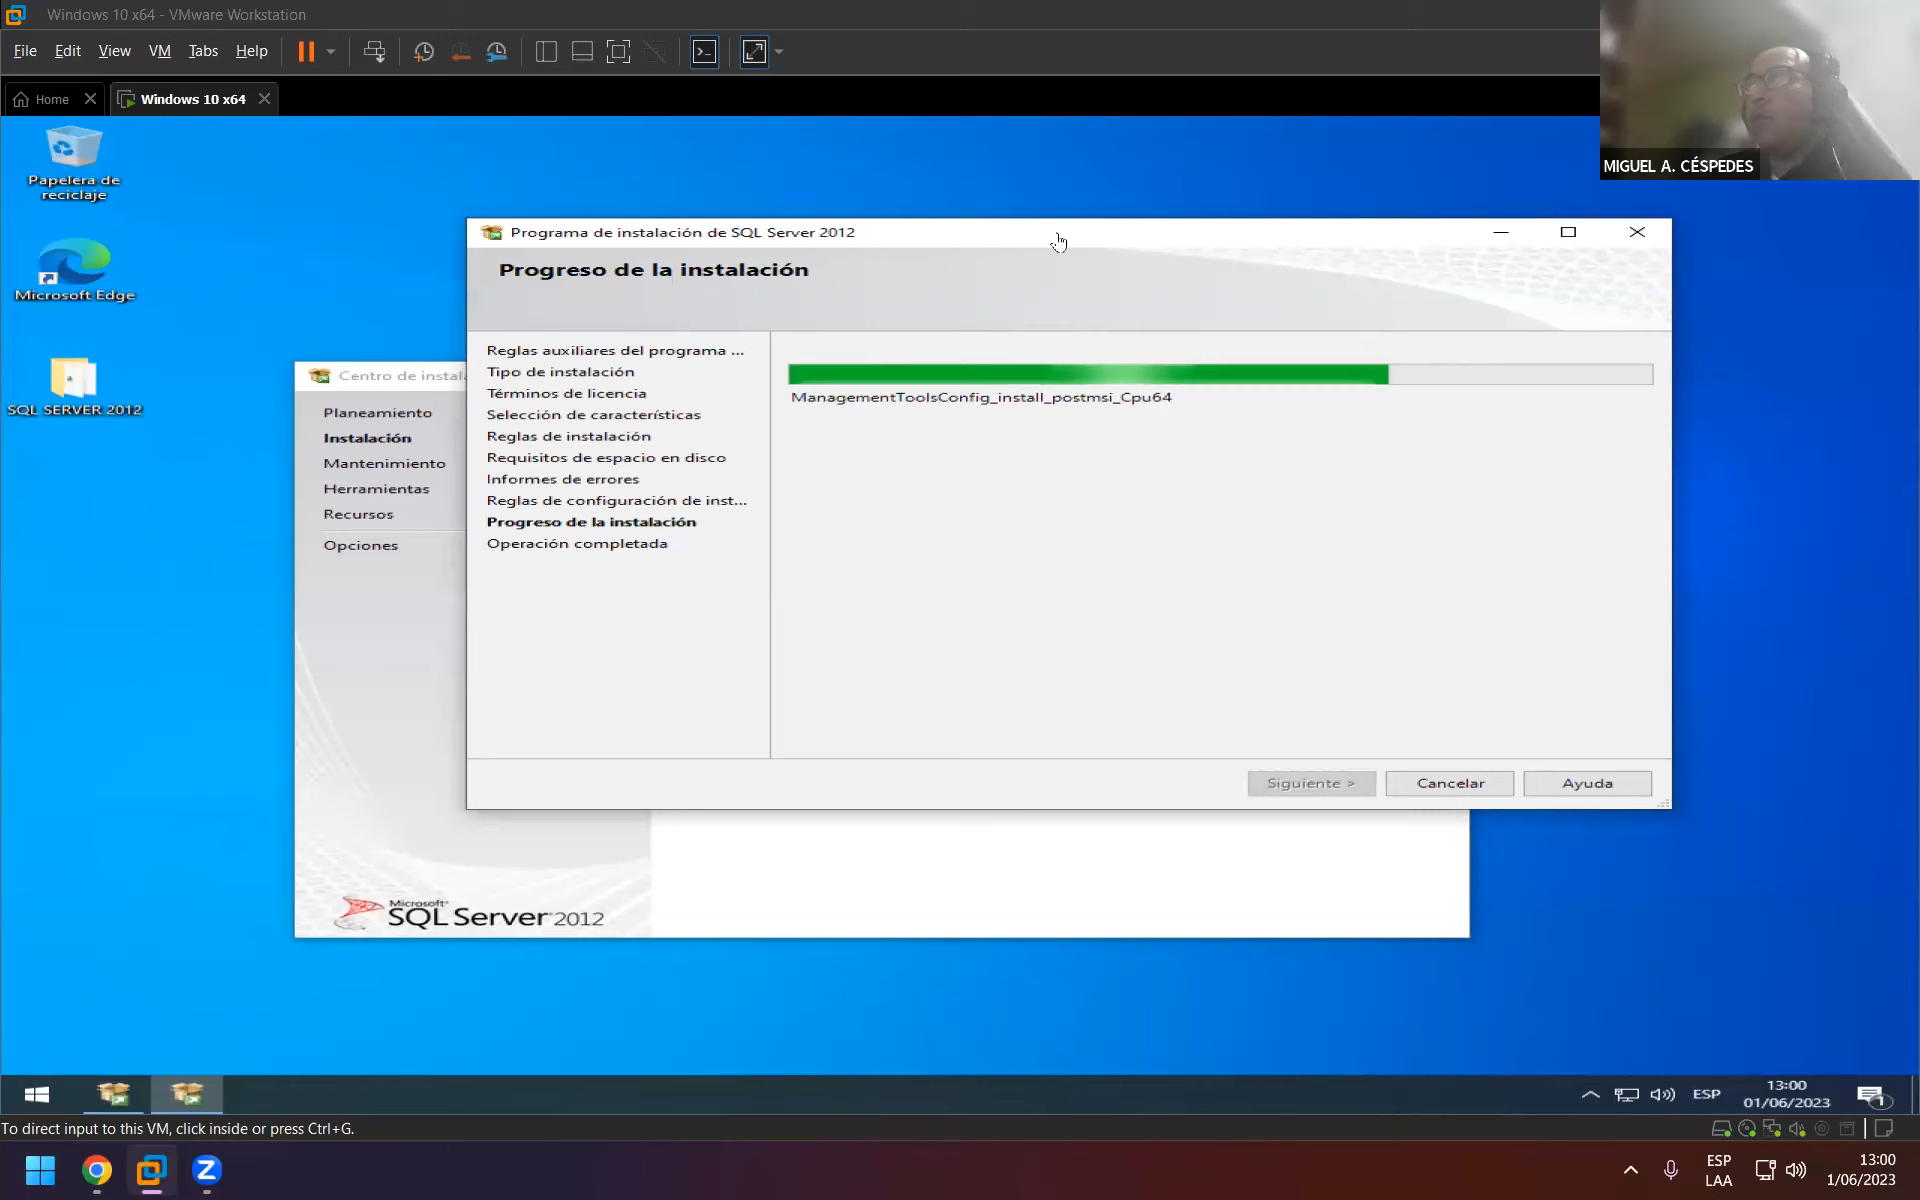 Windows 10 x64 - VMware Workstation
File Edit View VM Tabs Help
Home
Windows 10 x64
MIGUEL A. CÉSPEDES
Papelera de
reciclaje
Microsoft Edge
SQL SERVER 2012
Centro de instal
Planeamiento
Instalación
Mantenimiento
Herramientas
Recursos
Opciones
Microsoft
SQL Server 2012
Programa de instalación de SQL Server 2012
Progreso de la instalación
Reglas auxiliares del programa ...
Tipo de instalación
Términos de licencia
Selección de características
Reglas de instalación
Requisitos de espacio en disco
Informes de errores
Reglas de configuración de inst...
Progreso de la instalación
Operación completada
ManagementToolsConfig_install_postmsi_Cpu64
Siguiente > Cancelar Ayuda
ESP
13:00
01/06/2023
1
To direct input to this VM, click inside or press Ctrl+G.
ESP
LAA
13:00
1/06/2023